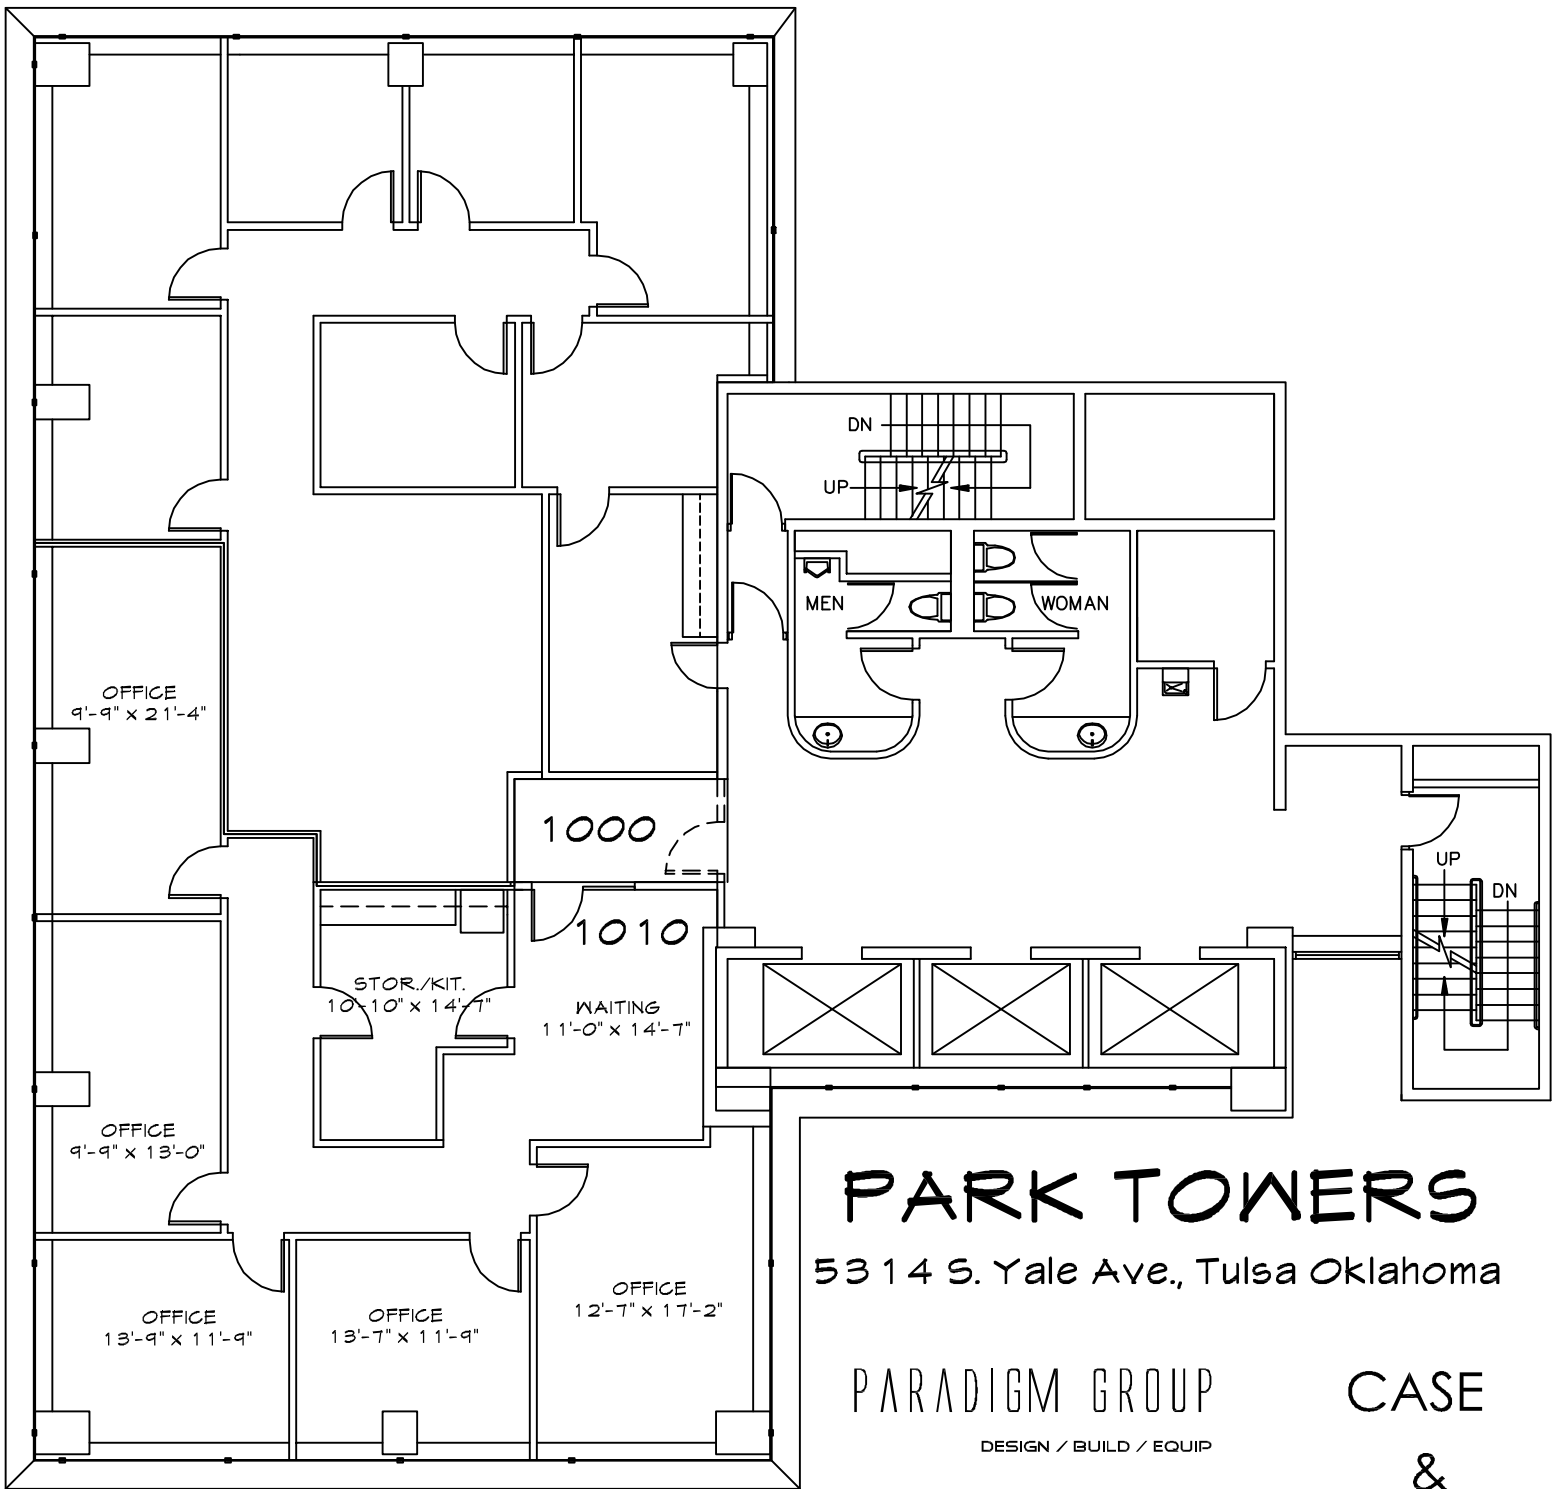 DN
UP
MEN
WOMAN
OFFICE
9'-9" x 21'-4"
1000
UP
DN
1010
STOR./KIT.
10'-10" x 14'-7"
WAITING
11'-0" x 14'-7"
OFFICE
9'-9" x 13'-0"
PARK TOWERS
5314 S. Yale Ave., Tulsa Oklahoma
OFFICE
12'-7" x 17'-2"
OFFICE
13'-9" x 11'-9"
OFFICE
13'-7" x 11'-9"
PARADIGM GROUP
DESIGN / BUILD / EQUIP
CASE
&